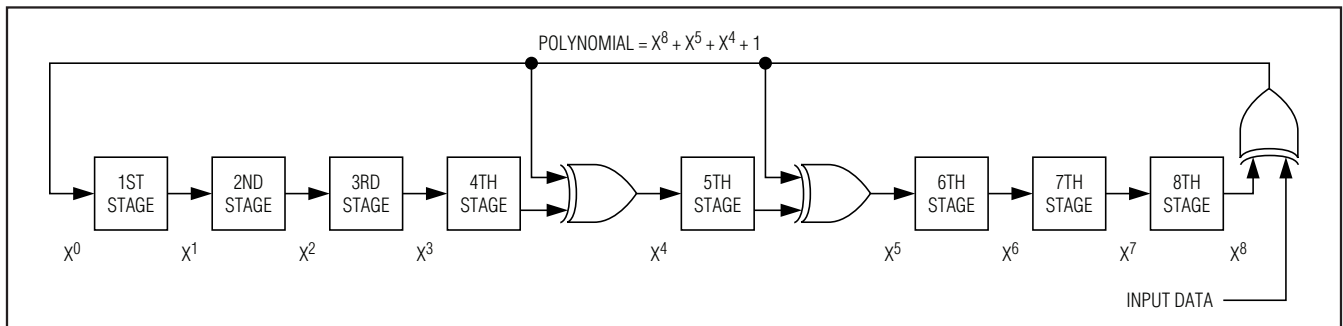 POLYNOMIAL = X⁸ + X⁵ + X⁴ + 1
1ST
STAGE
2ND
STAGE
3RD
STAGE
4TH
STAGE
5TH
STAGE
6TH
STAGE
7TH
STAGE
8TH
STAGE
X⁰ X¹ X² X³ X⁴ X⁵ X⁶ X⁷ X⁸
INPUT DATA